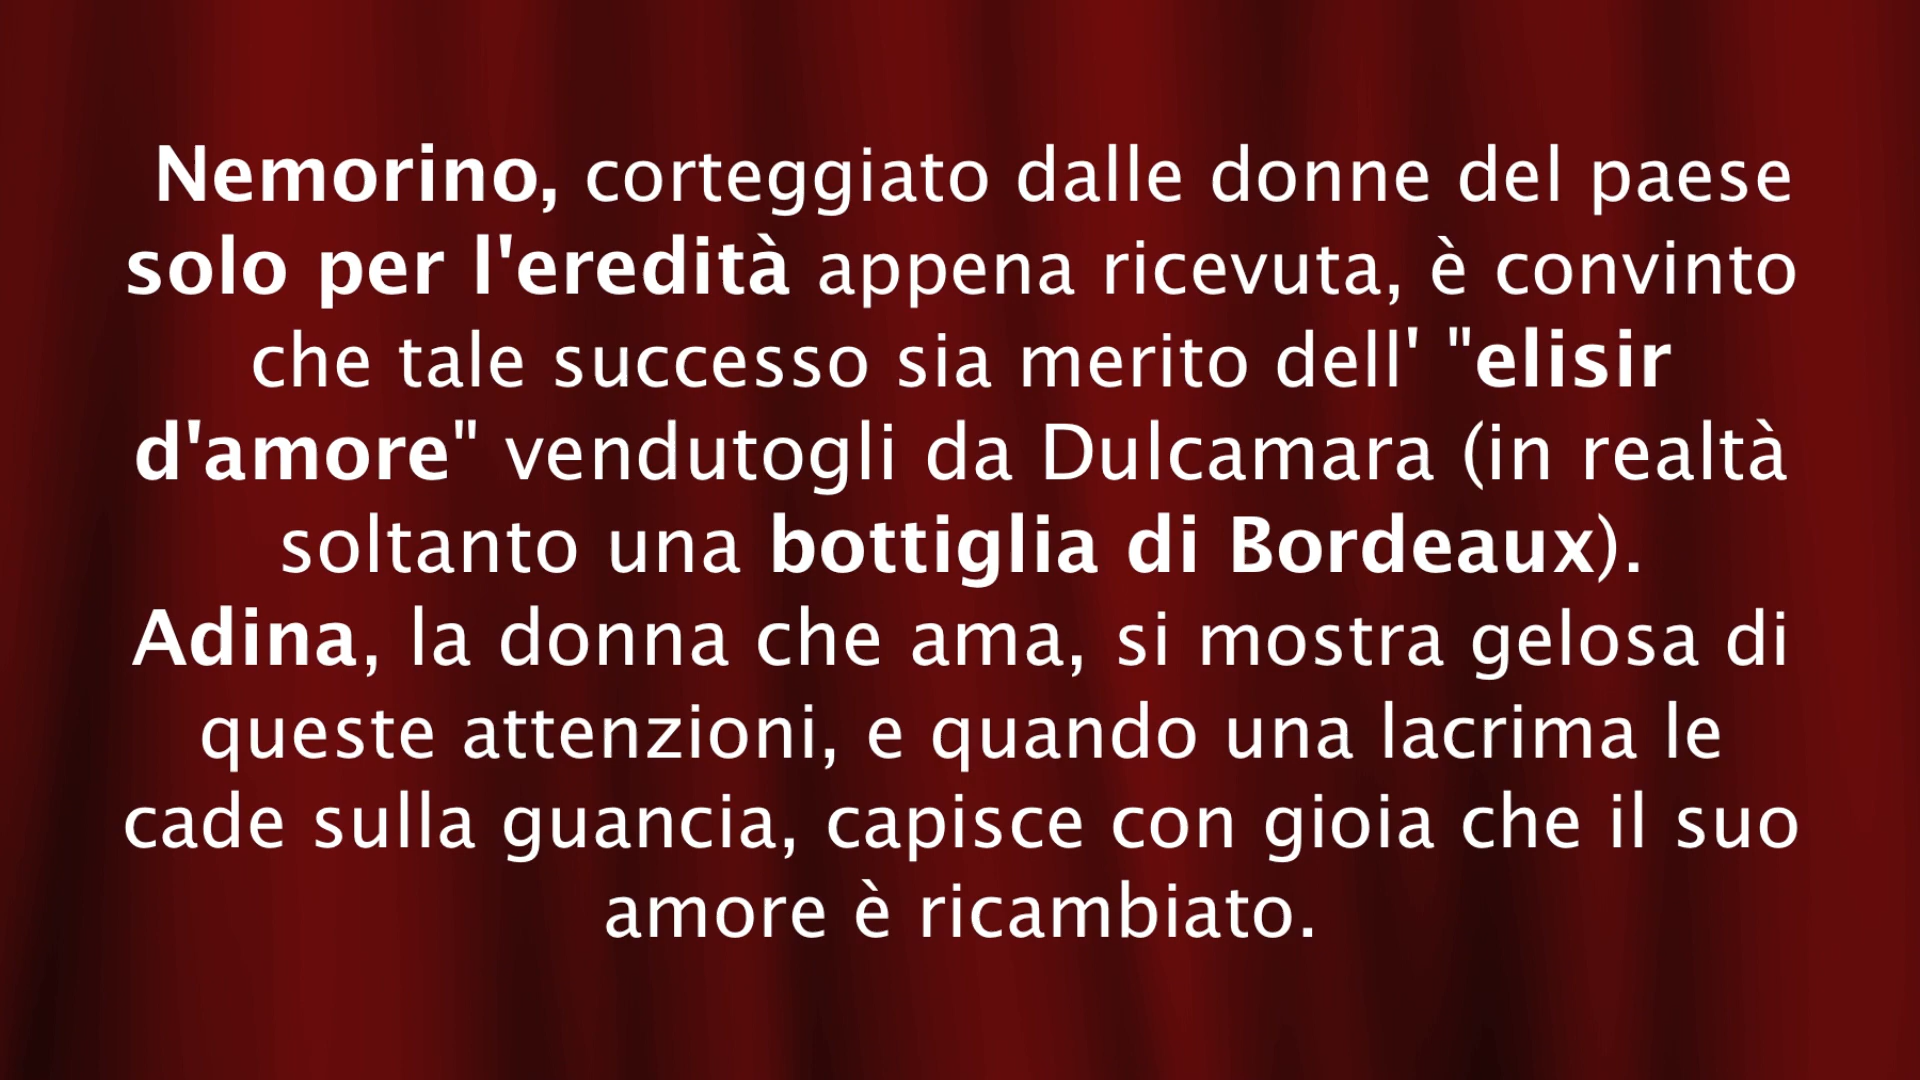 Nemorino, corteggiato dalle donne del paese
solo per l'eredità appena ricevuta, è convinto
che tale successo sia merito dell' "elisir
d'amore" vendutogli da Dulcamara (in realtà
soltanto una bottiglia di Bordeaux).
Adina, la donna che ama, si mostra gelosa di
queste attenzioni, e quando una lacrima le
cade sulla guancia, capisce con gioia che il suo
amore è ricambiato.